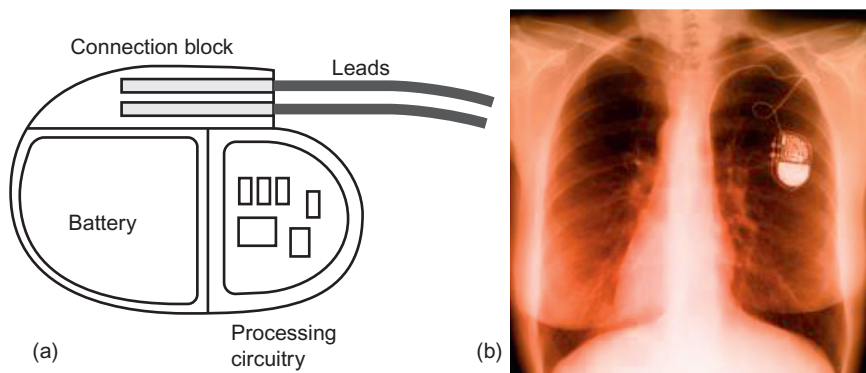 Connection block
Leads
Battery
Processing
circuitry
(a)
(b)